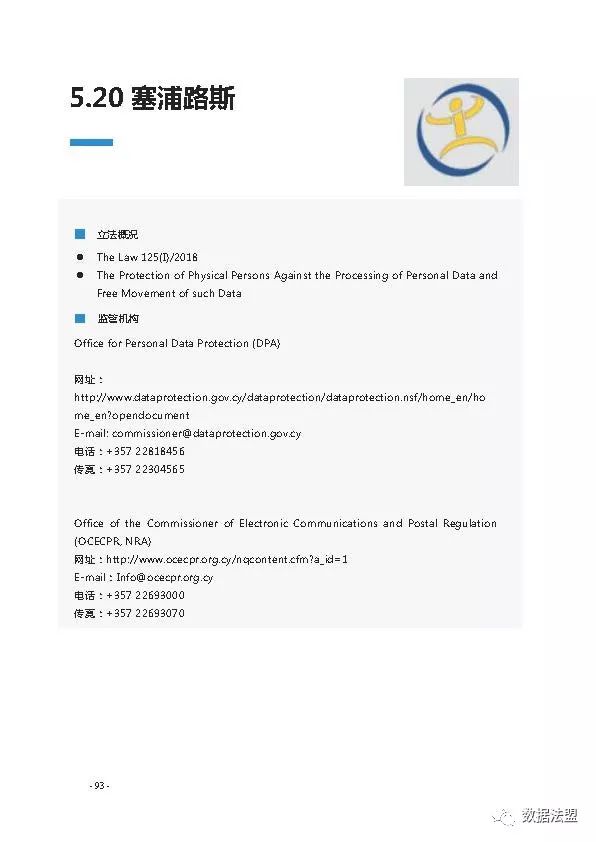 5.20 塞浦路斯
立法概况
The Law 125(I)/2018
The Protection of Physical Persons Against the Processing of Personal Data and
Free Movement of such Data
监管机构
Office for Personal Data Protection (DPA)
网址：
http://www.dataprotection.gov.cy/dataprotection/dataprotection.nsf/home_en/ho
me_en?opendocument
E-mail: commissioner@dataprotection.gov.cy
电话：+357 22818456
传真：+357 22304565
Office of the Commissioner of Electronic Communications and Postal Regulation
(OCECPR, NRA)
网址：http://www.ocecpr.org.cy/nqcontent.cfm?a_id=1
E-mail：Info@ocecpr.org.cy
电话：+357 22693000
传真：+357 22693070
- 93 -
数据法盟